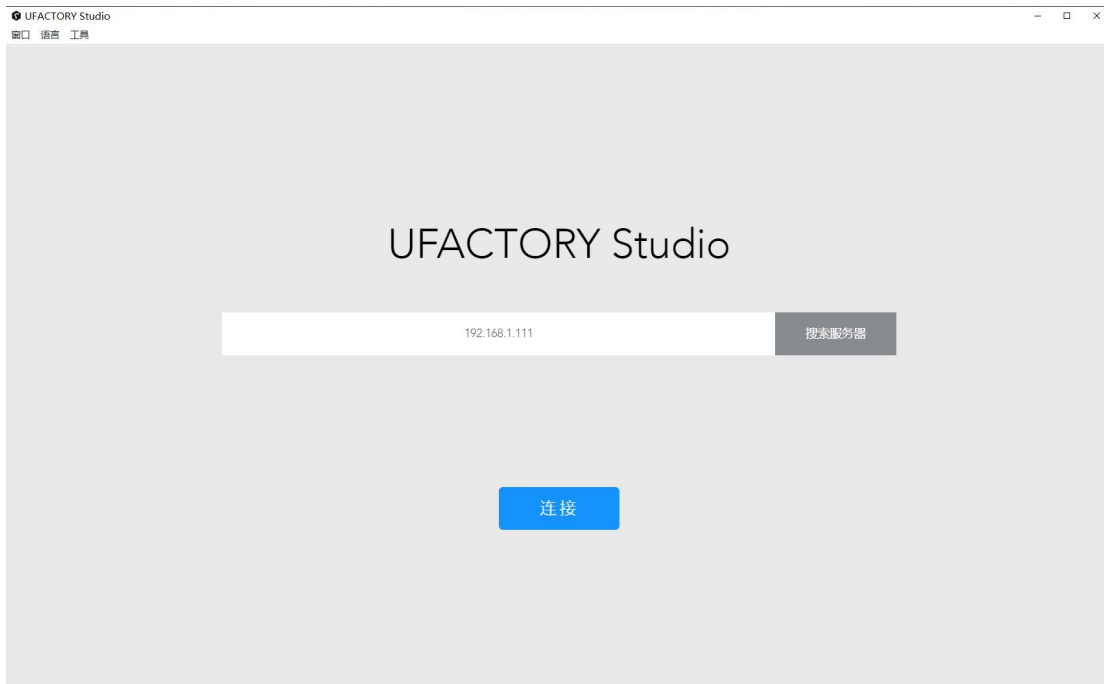 UFACTORY Studio
窗口 语言 工具
UFACTORY Studio
192.168.1.111 搜索服务器
连接